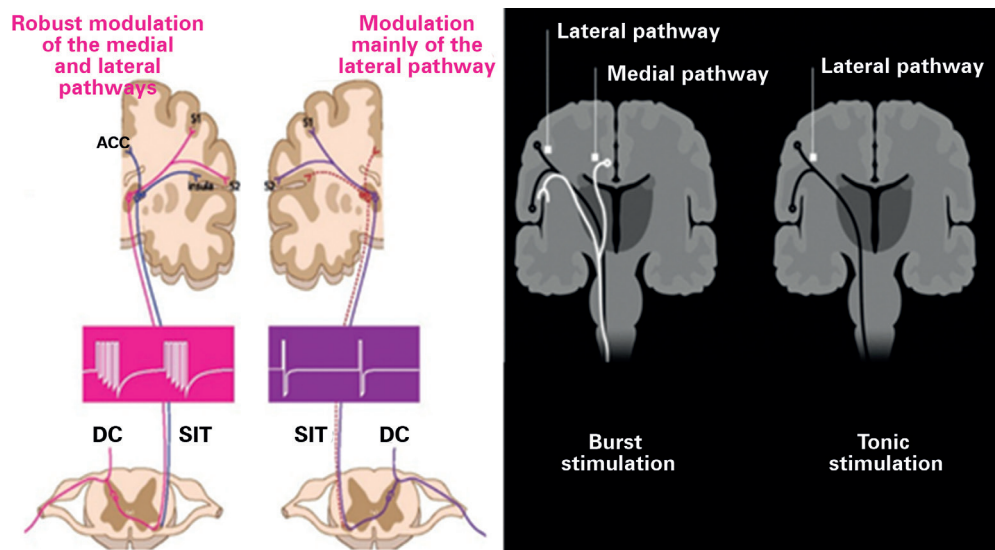 Robust modulation
of the medial
and lateral
pathways
Modulation
mainly of the
lateral pathway
S1
ACC
insula
S2
S1
S2
DC
SIT
SIT
DC
Lateral pathway
Medial pathway
Lateral pathway
Burst
stimulation
Tonic
stimulation